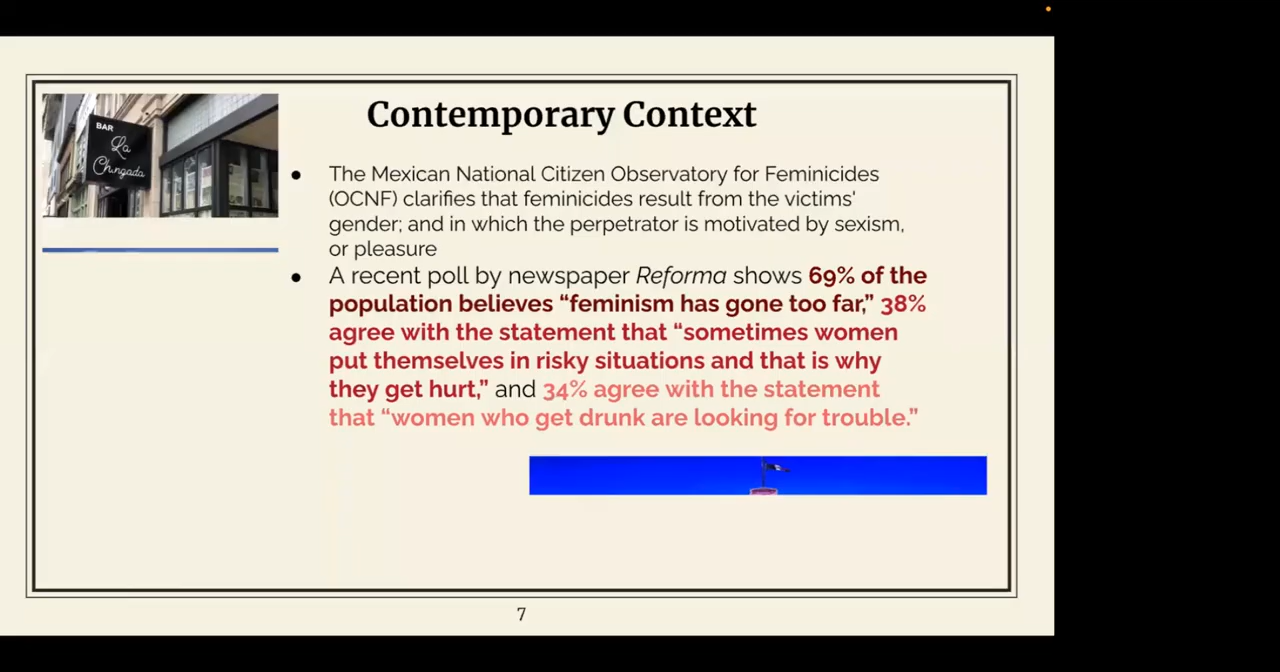 Contemporary Context
BAR
La
Chingada
● The Mexican National Citizen Observatory for Feminicides
(OCNF) clarifies that feminicides result from the victims'
gender; and in which the perpetrator is motivated by sexism,
or pleasure
● A recent poll by newspaper Reforma shows 69% of the
population believes “feminism has gone too far,” 38%
agree with the statement that “sometimes women
put themselves in risky situations and that is why
they get hurt,” and 34% agree with the statement
that “women who get drunk are looking for trouble.”
7